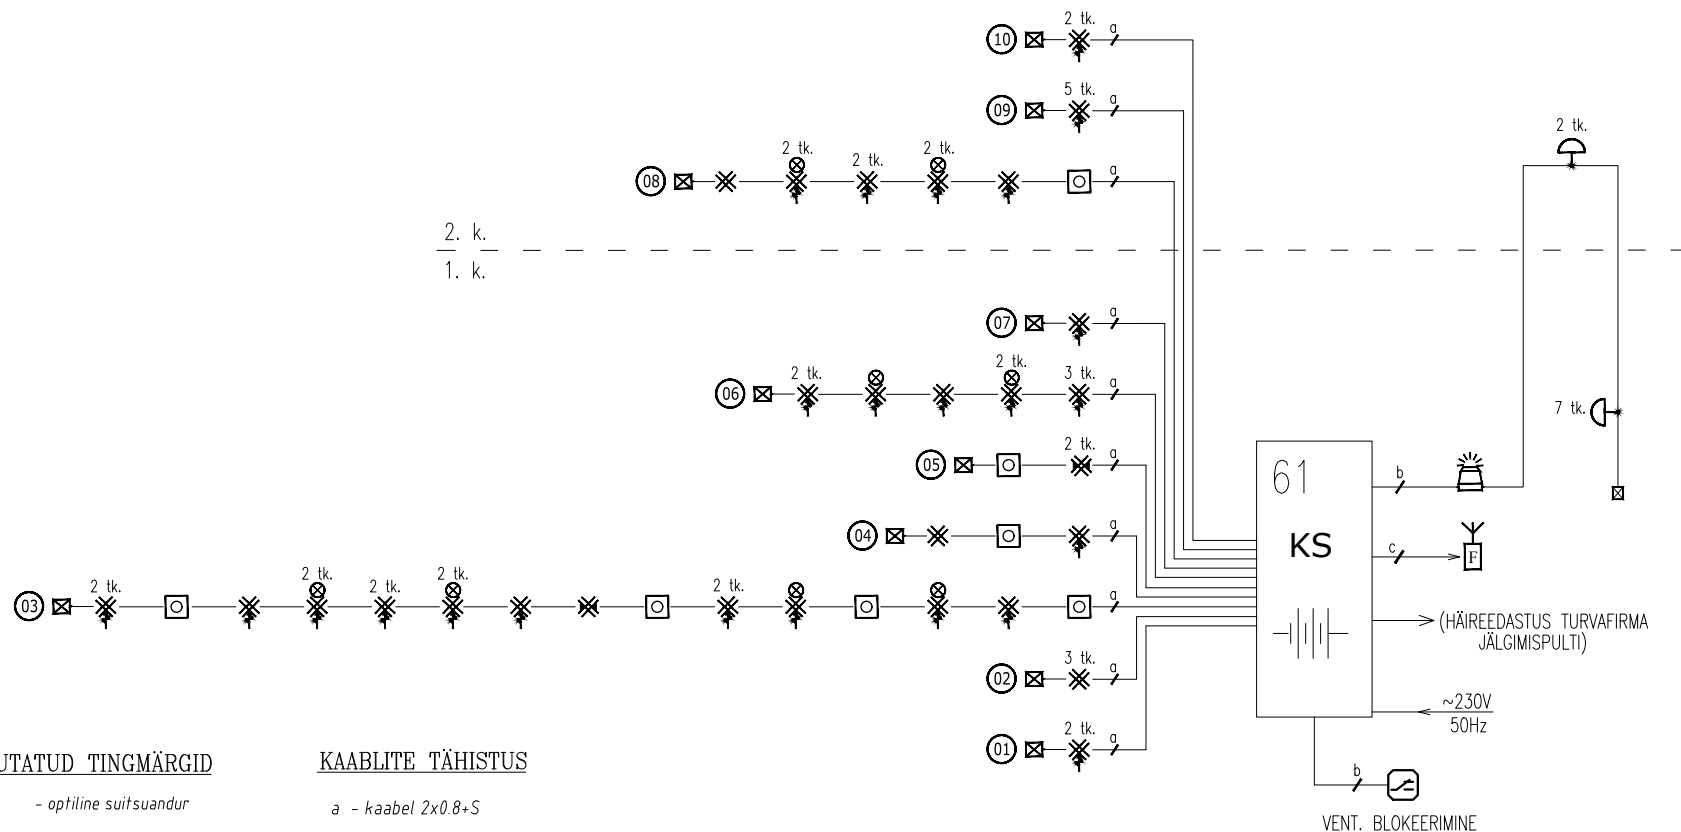 2 tk.
10
a
5 tk.
09
a
2 tk.
2 tk.
2 tk.
2 tk.
08
a
2. k.
1. k.
07
a
2 tk.
2 tk.
3 tk.
06
a
7 tk.
2 tk.
05
a
61
b
04
a
KS
c
F
2 tk.
2 tk.
2 tk.
2 tk.
2 tk.
03
a
(HÄIREEDASTUS TURVAFIRMA
JÄLGIMISPULTI)
3 tk.
02
a
~230V
50Hz
2 tk.
01
a
b
VENT. BLOKEERIMINE
UTATUD TINGMÄRGID
- optiline suitsuandur
KAABLITE TÄHISTUS
a - kaabel 2x0.8+S